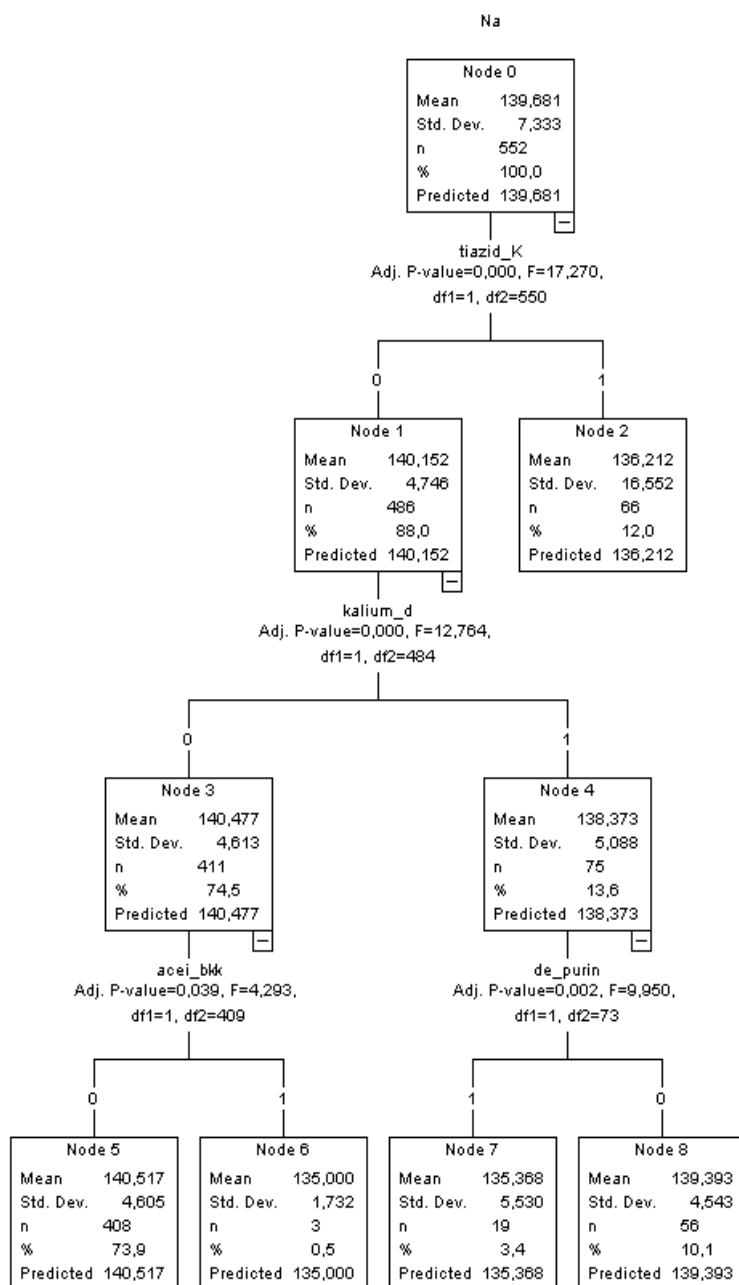 Na
Node 0
Mean 139,681
Std. Dev. 7,333
n 552
% 100,0
Predicted 139,681
tiazid_K
Adj. P-value=0,000, F=17,270,
df1=1, df2=550
0
1
Node 1
Mean 140,152
Std. Dev. 4,746
n 486
% 88,0
Predicted 140,152
Node 2
Mean 136,212
Std. Dev. 16,552
n 66
% 12,0
Predicted 136,212
kalium_d
Adj. P-value=0,000, F=12,764,
df1=1, df2=484
0
1
Node 3
Mean 140,477
Std. Dev. 4,613
n 411
% 74,5
Predicted 140,477
Node 4
Mean 138,373
Std. Dev. 5,088
n 75
% 13,6
Predicted 138,373
acei_bkk
Adj. P-value=0,039, F=4,293,
df1=1, df2=409
de_purin
Adj. P-value=0,002, F=9,950,
df1=1, df2=73
0
1
1
0
Node 5
Mean 140,517
Std. Dev. 4,605
n 408
% 73,9
Predicted 140,517
Node 6
Mean 135,000
Std. Dev. 1,732
n 3
% 0,5
Predicted 135,000
Node 7
Mean 135,368
Std. Dev. 5,530
n 19
% 3,4
Predicted 135,368
Node 8
Mean 139,393
Std. Dev. 4,543
n 56
% 10,1
Predicted 139,393